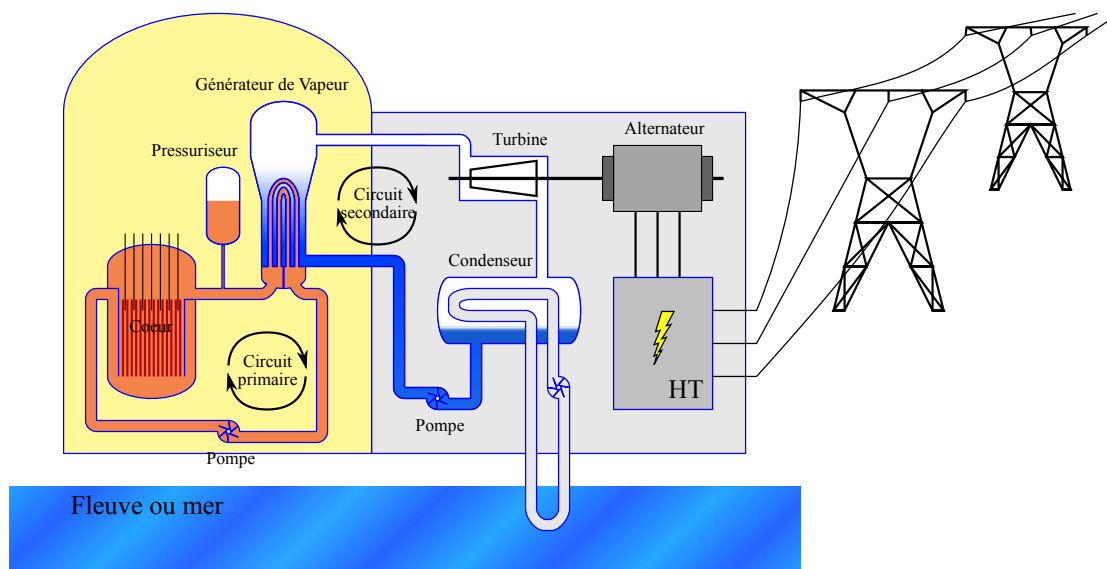 Générateur de Vapeur
Pressuriseur
Turbine
Alternateur
Circuit
secondaire
Condenseur
Coeur
Circuit
primaire
HT
Pompe
Pompe
Fleuve ou mer